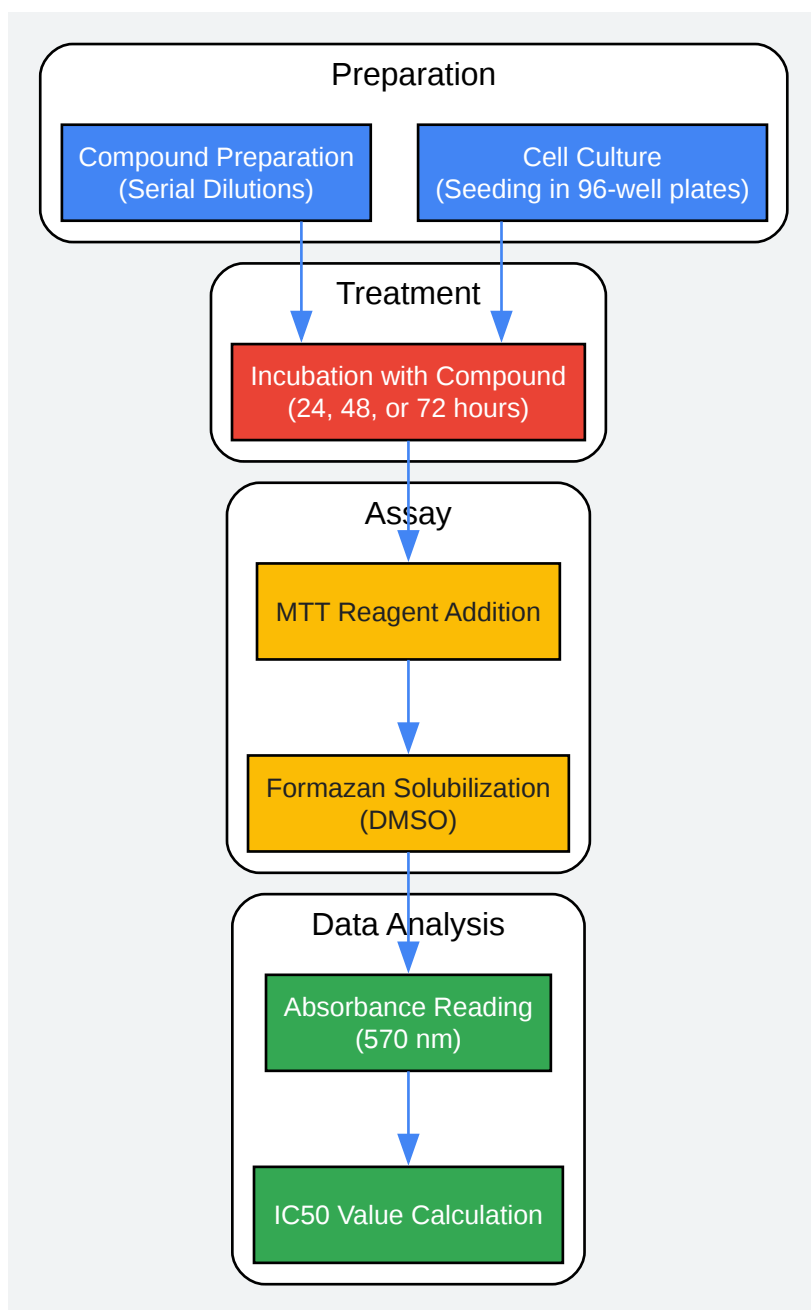 Preparation
Compound Preparation
(Serial Dilutions)
Cell Culture
(Seeding in 96-well plates)
Treatment
Incubation with Compound
(24, 48, or 72 hours)
Assay
MTT Reagent Addition
Formazan Solubilization
(DMSO)
Data Analysis
Absorbance Reading
(570 nm)
IC50 Value Calculation